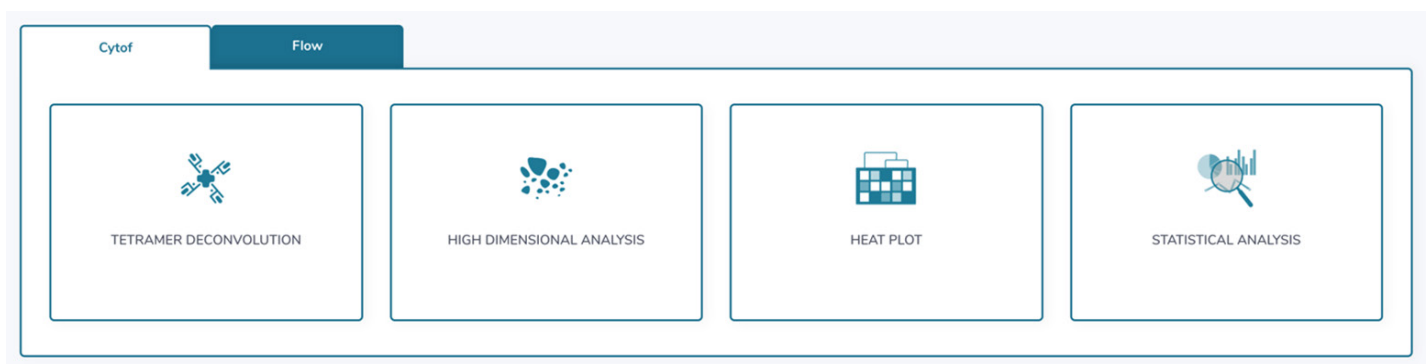 Cytof
Flow
TETRAMER DECONVOLUTION
HIGH DIMENSIONAL ANALYSIS
HEAT PLOT
STATISTICAL ANALYSIS